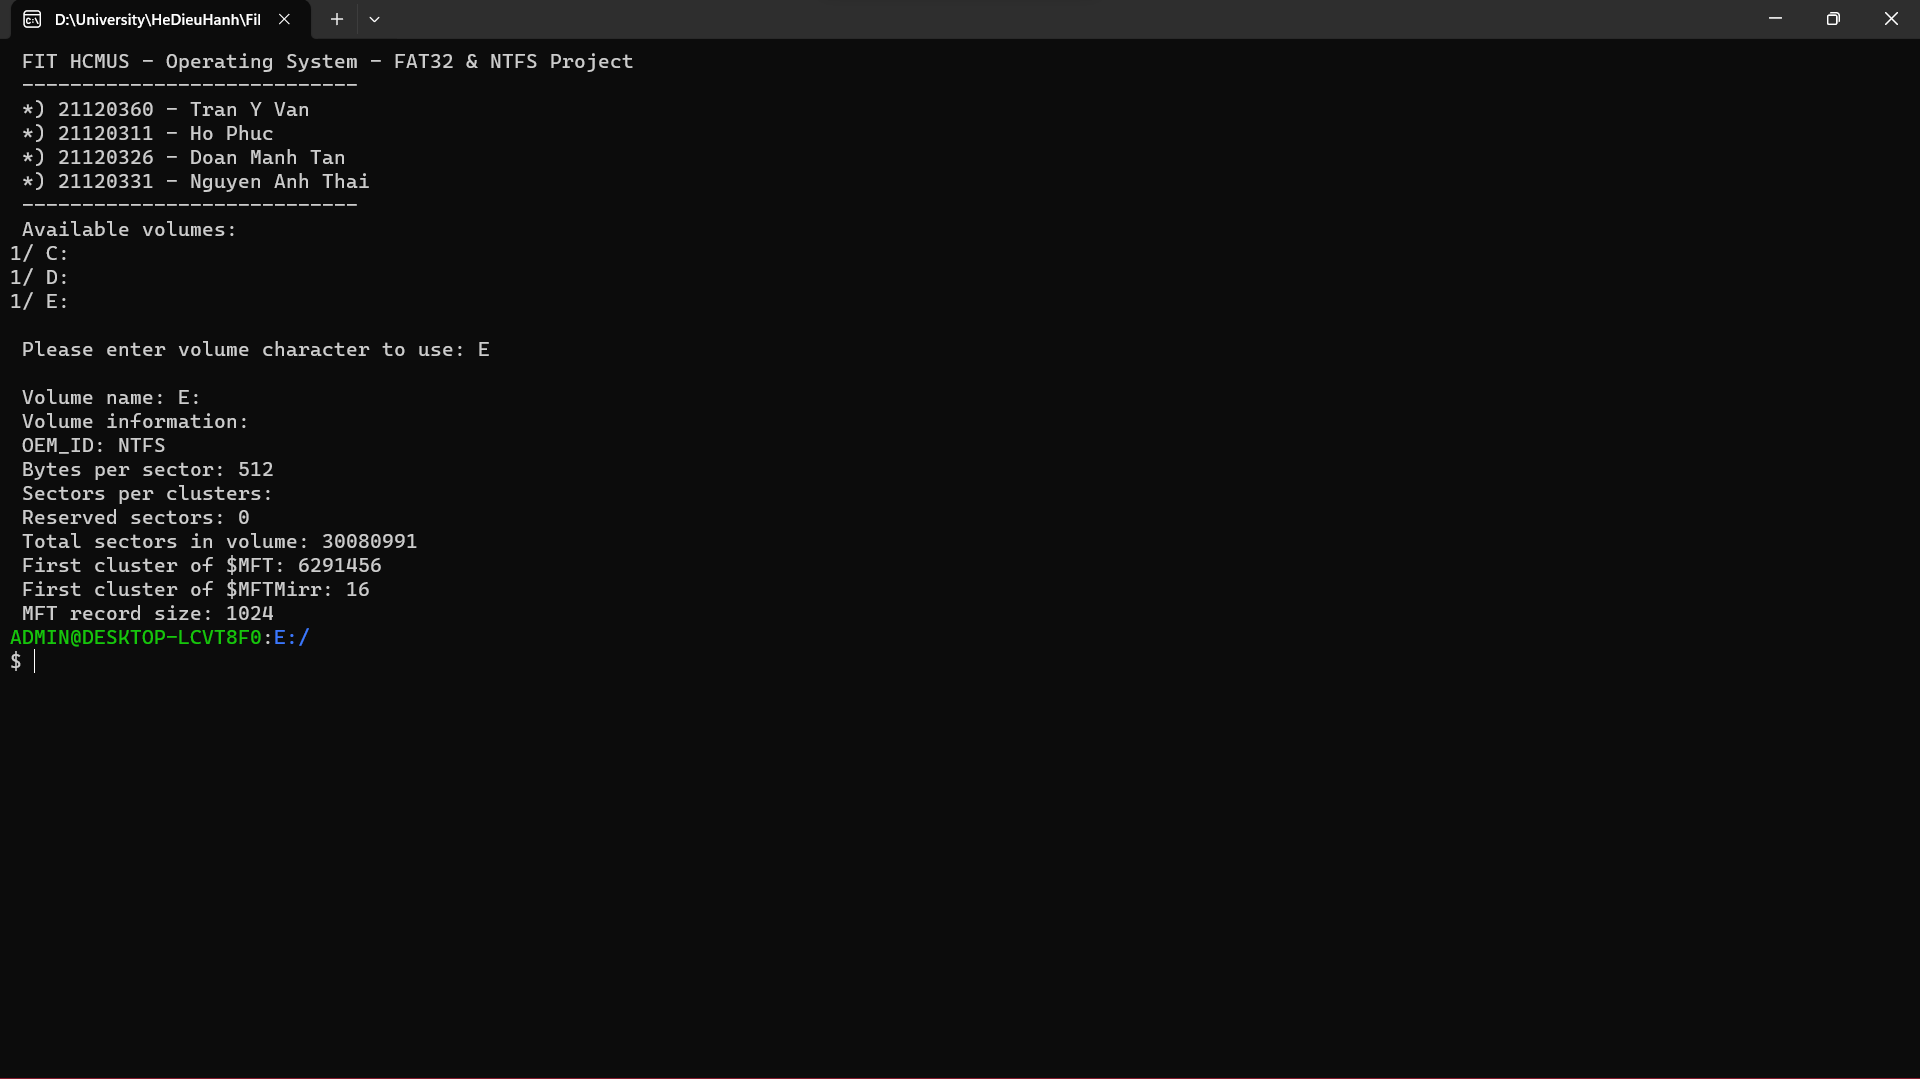 D:\University\HeDieuHanh\Fil
FIT HCMUS - Operating System - FAT32 & NTFS Project
----------------------------
*) 21120360 - Tran Y Van
*) 21120311 - Ho Phuc
*) 21120326 - Doan Manh Tan
*) 21120331 - Nguyen Anh Thai
----------------------------
Available volumes:
1/ C:
1/ D:
1/ E:
Please enter volume character to use: E
Volume name: E:
Volume information:
OEM_ID: NTFS
Bytes per sector: 512
Sectors per clusters:
Reserved sectors: 0
Total sectors in volume: 30080991
First cluster of $MFT: 6291456
First cluster of $MFTMirr: 16
MFT record size: 1024
ADMIN@DESKTOP-LCVT8F0:E:/
$